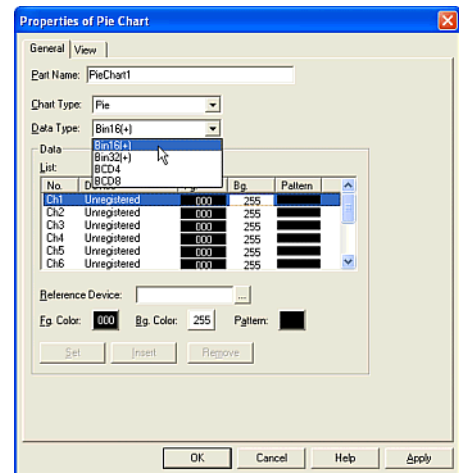 Properties of Pie Chart
General View
Part Name: PieChart1
Chart Type: Pie
Data Type: Bin16(+)
Bin16(+)
Data
Bin32(+)
BCD4
List:
BCD8
No. Bg. Pattern
Ch1 Unregistered 000 255
Ch2 Unregistered 000 255
Ch3 Unregistered 000 255
Ch4 Unregistered 000 255
Ch5 Unregistered 000 255
Ch6 Unregistered 000 255
Reference Device: ...
Fg. Color: 000 Bg. Color: 255 Pattern:
Set Insert Remove
OK Cancel Help Apply